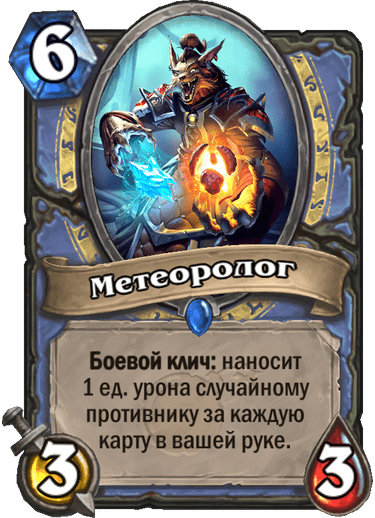 6
Метеоролог
Боевой клич: наносит
1 ед. урона случайному
противнику за каждую
карту в вашей руке.
3
3